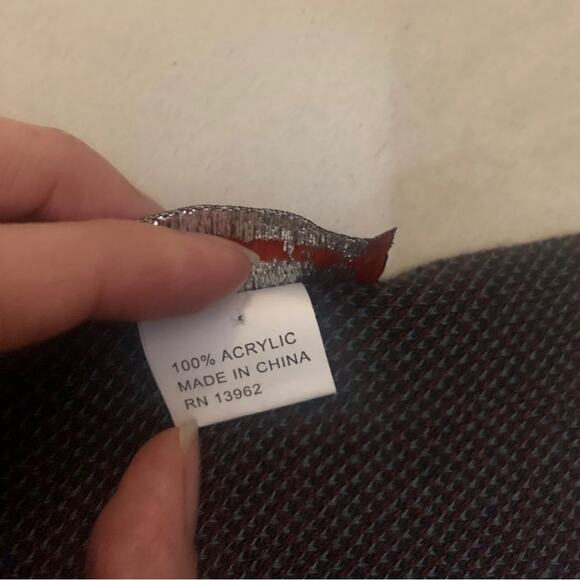 100% ACRYLIC
MADE IN CHINA
RN 13962